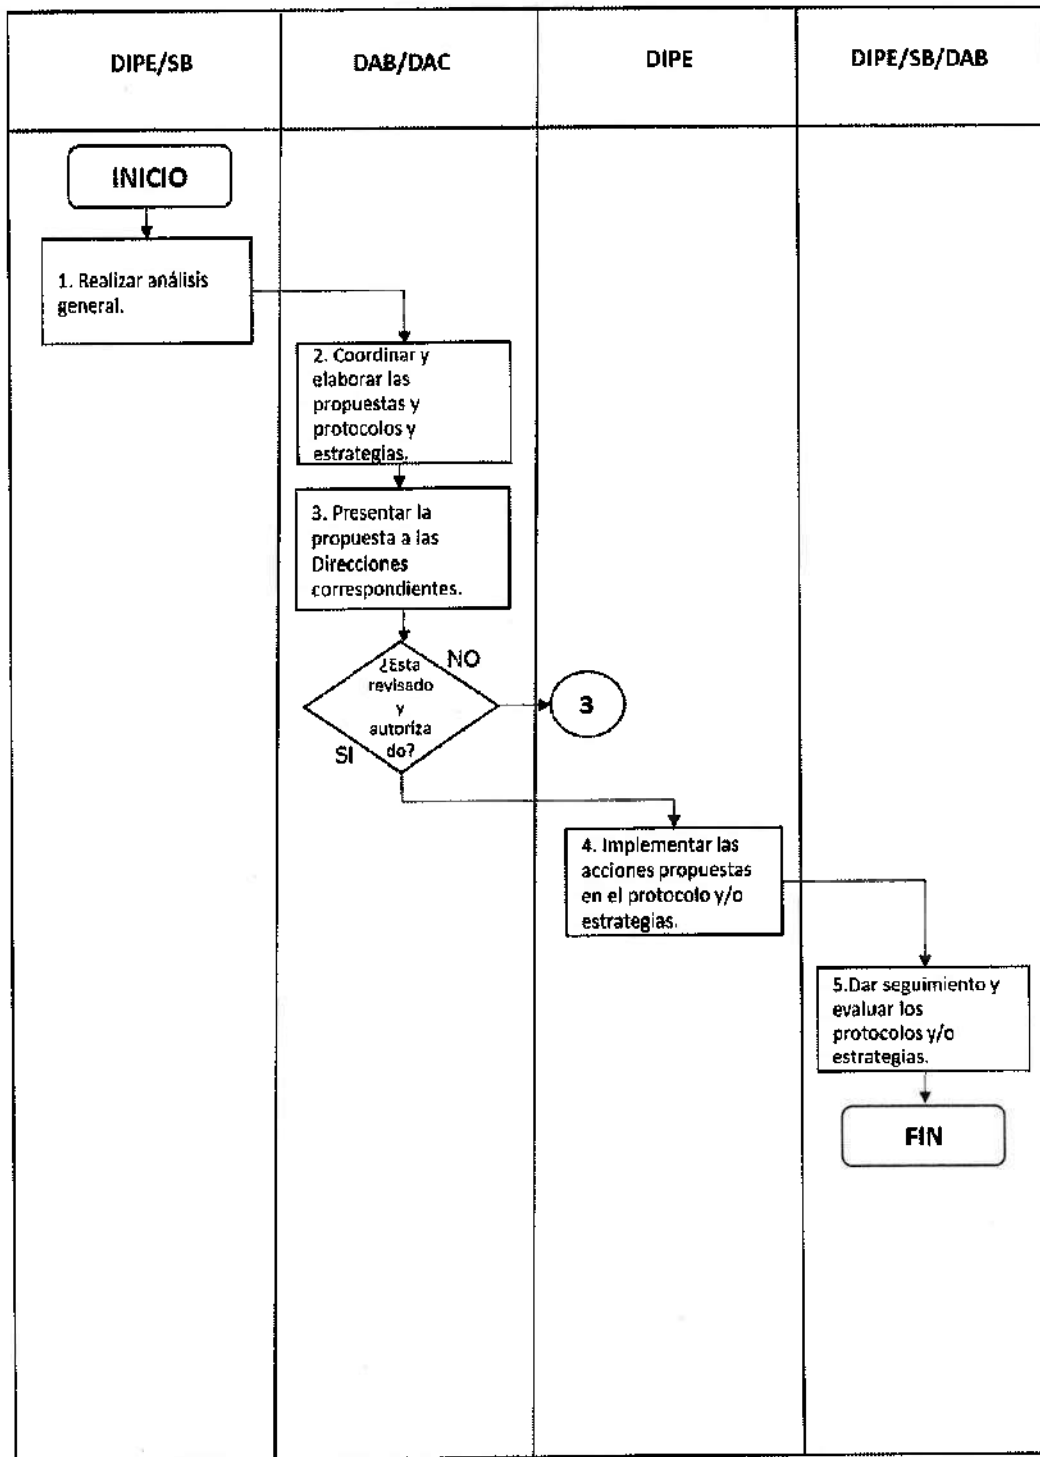 DIPE/SB
DAB/DAC
DIPE
DIPE/SB/DAB
INICIO
1. Realizar análisis
general.
2. Coordinar y
elaborar las
propuestas y
protocolos y
estrategias.
3. Presentar la
propuesta a las
Direcciones
correspondientes.
¿Esta
revisado
y
autoriza
do?
NO
SI
3
4. Implementar las
acciones propuestas
en el protocolo y/o
estrategias.
5.Dar seguimiento y
evaluar los
protocolos y/o
estrategias.
FIN